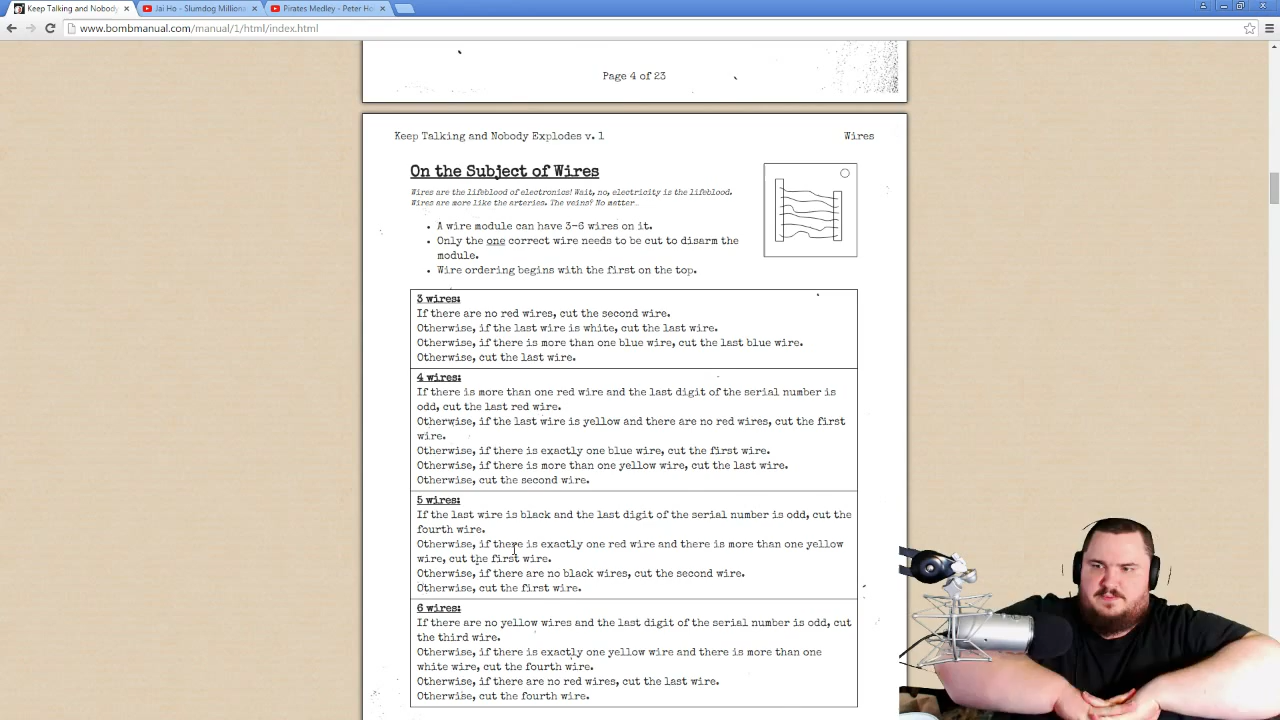 Keep Talking and Nobody
Jai Ho - Slumdog Milliona
Pirates Medley - Peter Ho
www.bombmanual.com/manual/1/html/index.html
Page 4 of 23
Keep Talking and Nobody Explodes v. 1
Wires
On the Subject of Wires
Wires are the lifeblood of electronics! Wait, no, electricity is the lifeblood.
Wires are more like the arteries. The veins? No matter…
• A wire module can have 3-6 wires on it.
• Only the one correct wire needs to be cut to disarm the
module.
• Wire ordering begins with the first on the top.
3 wires:
If there are no red wires, cut the second wire.
Otherwise, if the last wire is white, cut the last wire.
Otherwise, if there is more than one blue wire, cut the last blue wire.
Otherwise, cut the last wire.
4 wires:
If there is more than one red wire and the last digit of the serial number is
odd, cut the last red wire.
Otherwise, if the last wire is yellow and there are no red wires, cut the first
wire.
Otherwise, if there is exactly one blue wire, cut the first wire.
Otherwise, if there is more than one yellow wire, cut the last wire.
Otherwise, cut the second wire.
5 wires:
If the last wire is black and the last digit of the serial number is odd, cut the
fourth wire.
Otherwise, if there is exactly one red wire and there is more than one yellow
wire, cut the first wire.
Otherwise, if there are no black wires, cut the second wire.
Otherwise, cut the first wire.
6 wires:
If there are no yellow wires and the last digit of the serial number is odd, cut
the third wire.
Otherwise, if there is exactly one yellow wire and there is more than one
white wire, cut the fourth wire.
Otherwise, if there are no red wires, cut the last wire.
Otherwise, cut the fourth wire.